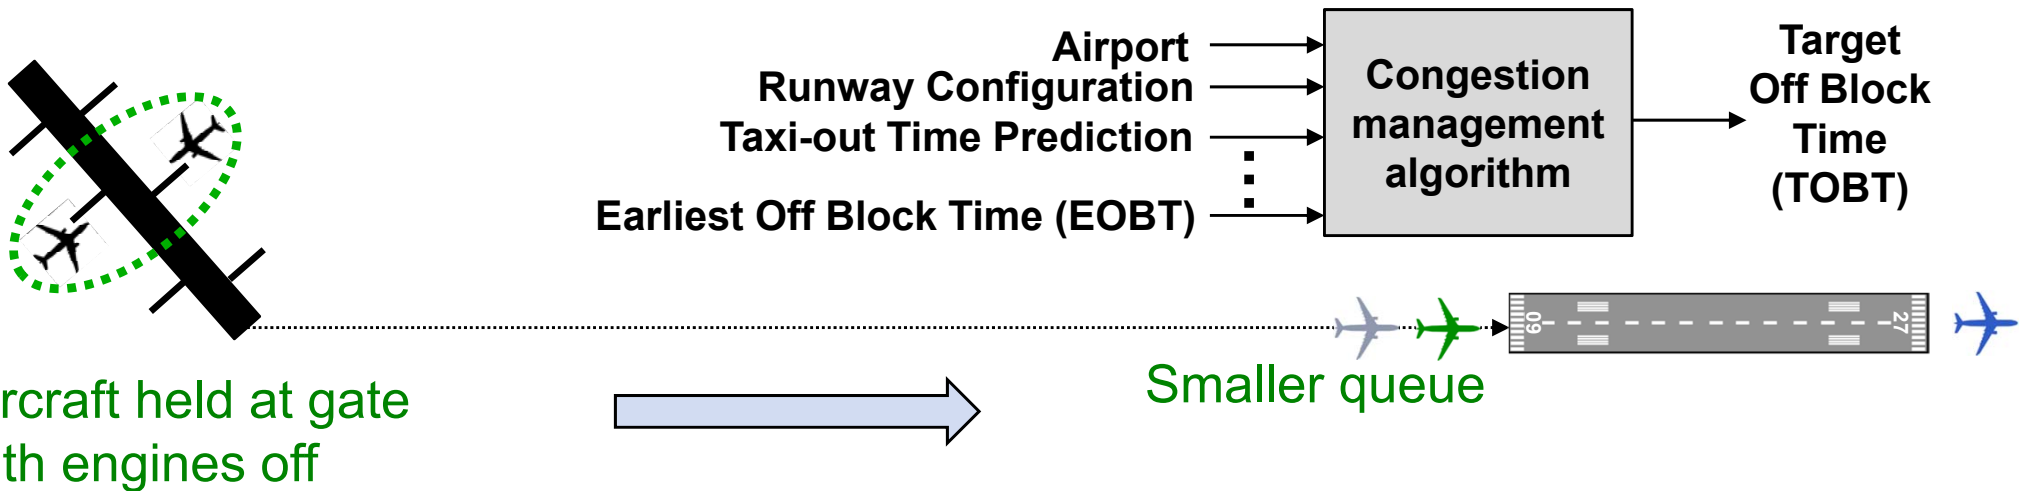 Airport
Runway Configuration
Taxi-out Time Prediction
Earliest Off Block Time (EOBT)
Congestion
management
algorithm
Target
Off Block
Time
(TOBT)
09
27
rcraft held at gate
th engines off
Smaller queue